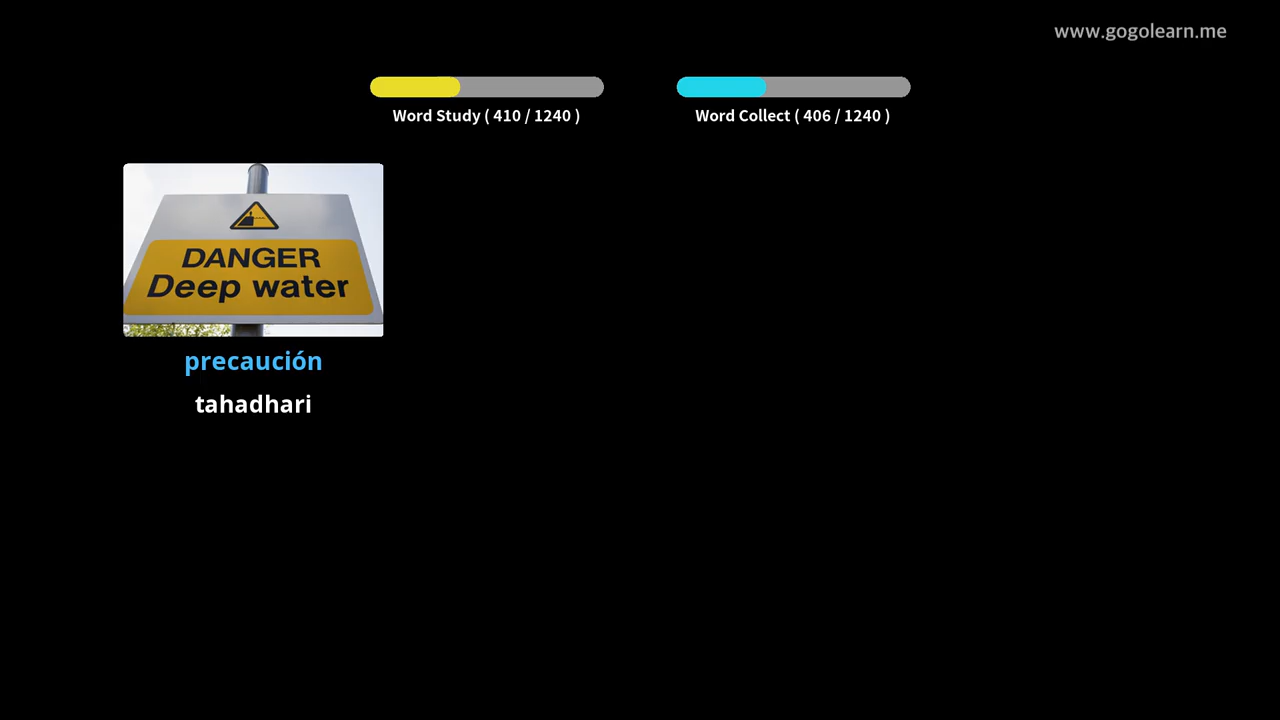 www.gogolearn.me
Word Study ( 410 / 1240 )
Word Collect ( 406 / 1240 )
DANGER
Deep water
precaución
tahadhari